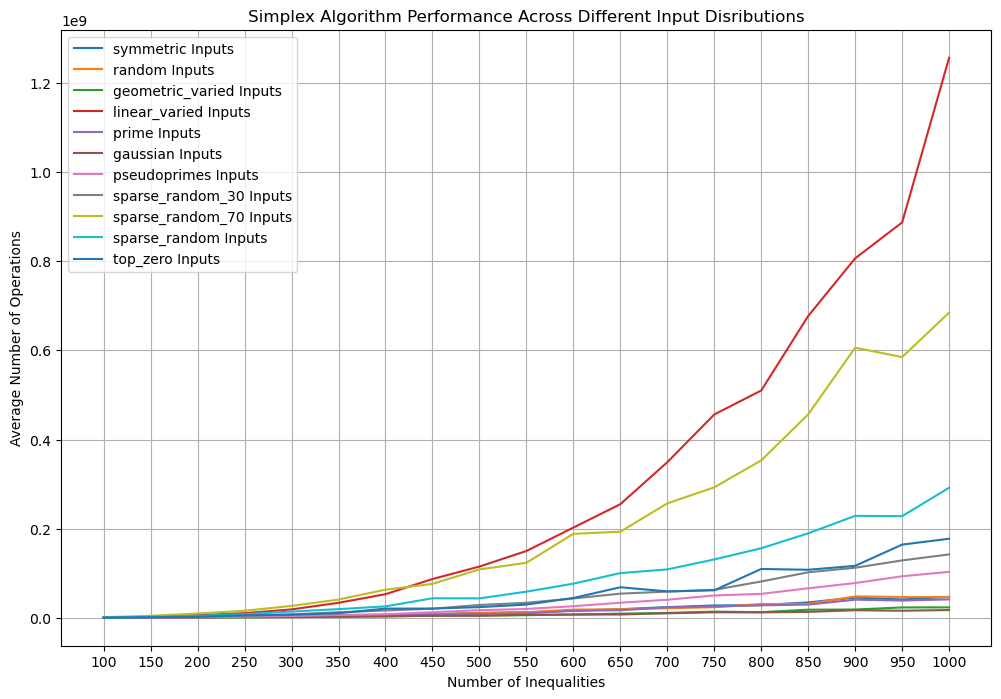 Simplex Algorithm Performance Across Different Input Disributions
1e9
symmetric Inputs
random Inputs
geometric_varied Inputs
linear_varied Inputs
prime Inputs
gaussian Inputs
pseudoprimes Inputs
sparse_random_30 Inputs
sparse_random_70 Inputs
sparse_random Inputs
top_zero Inputs
1.2
1.0
0.8
0.6
0.4
0.2
0.0
Average Number of Operations
100 150 200 250 300 350 400 450 500 550 600 650 700 750 800 850 900 950 1000
Number of Inequalities